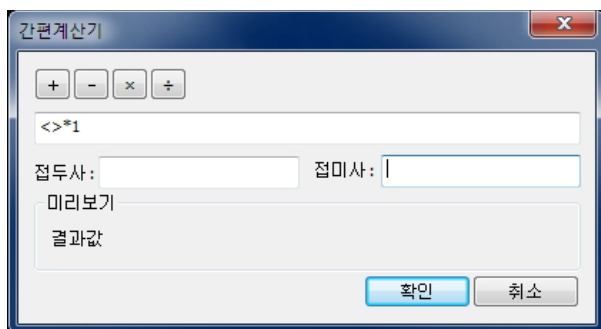 간편계산기
x
+ - × ÷
<>*1
접두사: 접미사:
미리보기
결과값
확인 취소